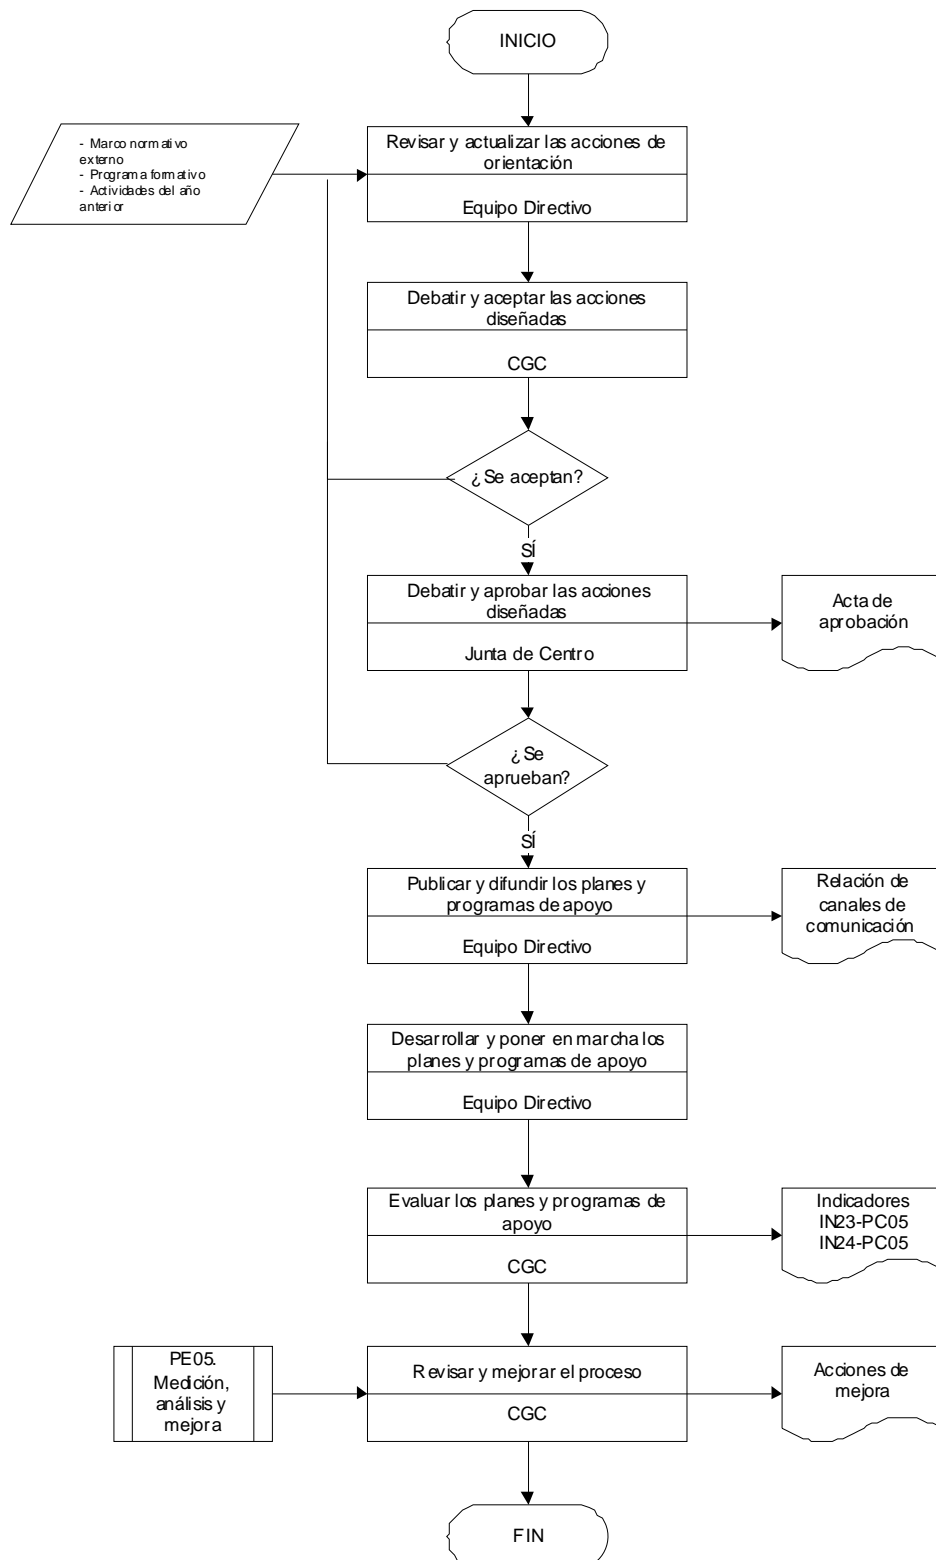 INICIO
- Marco normativo
externo
- Programa formativo
- Actividades del año
anterior
Revisar y actualizar las acciones de
orientación
Equipo Directivo
Debatir y aceptar las acciones
diseñadas
CGC
¿Se aceptan?
SÍ
Debatir y aprobar las acciones
diseñadas
Junta de Centro
Acta de
aprobación
¿Se
aprueban?
SÍ
Publicar y difundir los planes y
programas de apoyo
Equipo Directivo
Relación de
canales de
comunicación
Desarrollar y poner en marcha los
planes y programas de apoyo
Equipo Directivo
Evaluar los planes y programas de
apoyo
CGC
Indicadores
IN23-PC05
IN24-PC05
PE05.
Medición,
análisis y
mejora
Revisar y mejorar el proceso
CGC
Acciones de
mejora
FIN